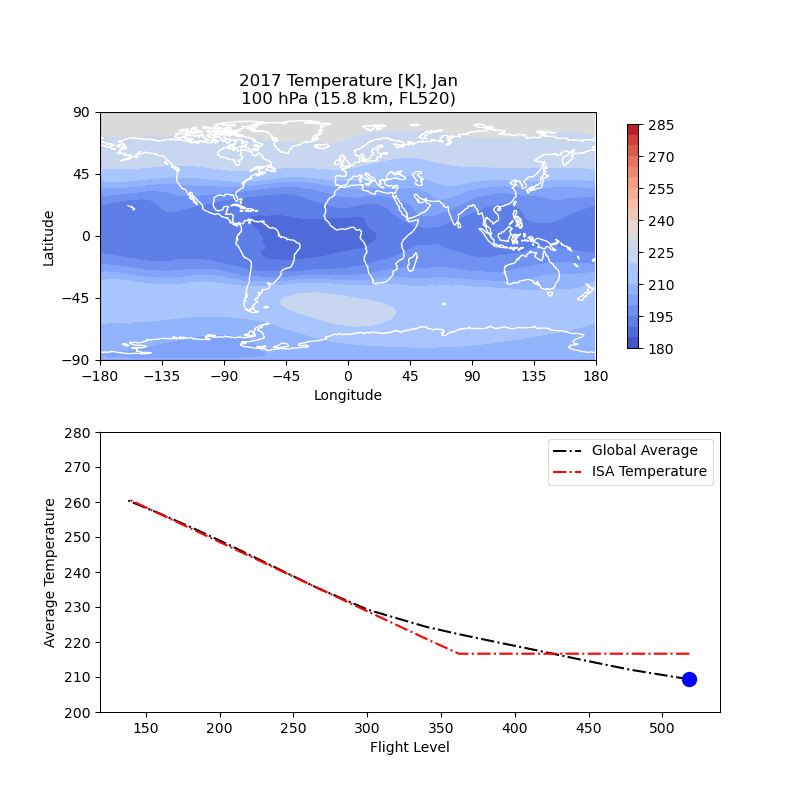 2017 Temperature [K], Jan
100 hPa (15.8 km, FL520)
90
45
0
−45
−90
Latitude
−180 −135 −90 −45 0 45 90 135 180
Longitude
285
270
255
240
225
210
195
180
280
270
260
250
240
230
220
210
200
Average Temperature
Global Average
ISA Temperature
150 200 250 300 350 400 450 500
Flight Level